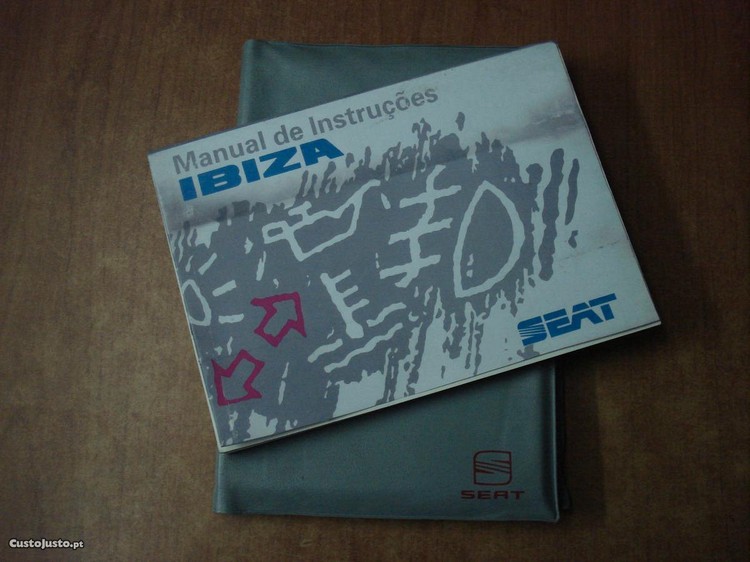 Manual de Instruções
IBIZA
SEAT
SEAT
CustoJusto.pt